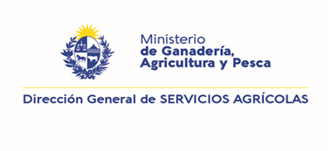 Ministerio
de Ganadería,
Agricultura y Pesca
Dirección General de SERVICIOS AGRÍCOLAS